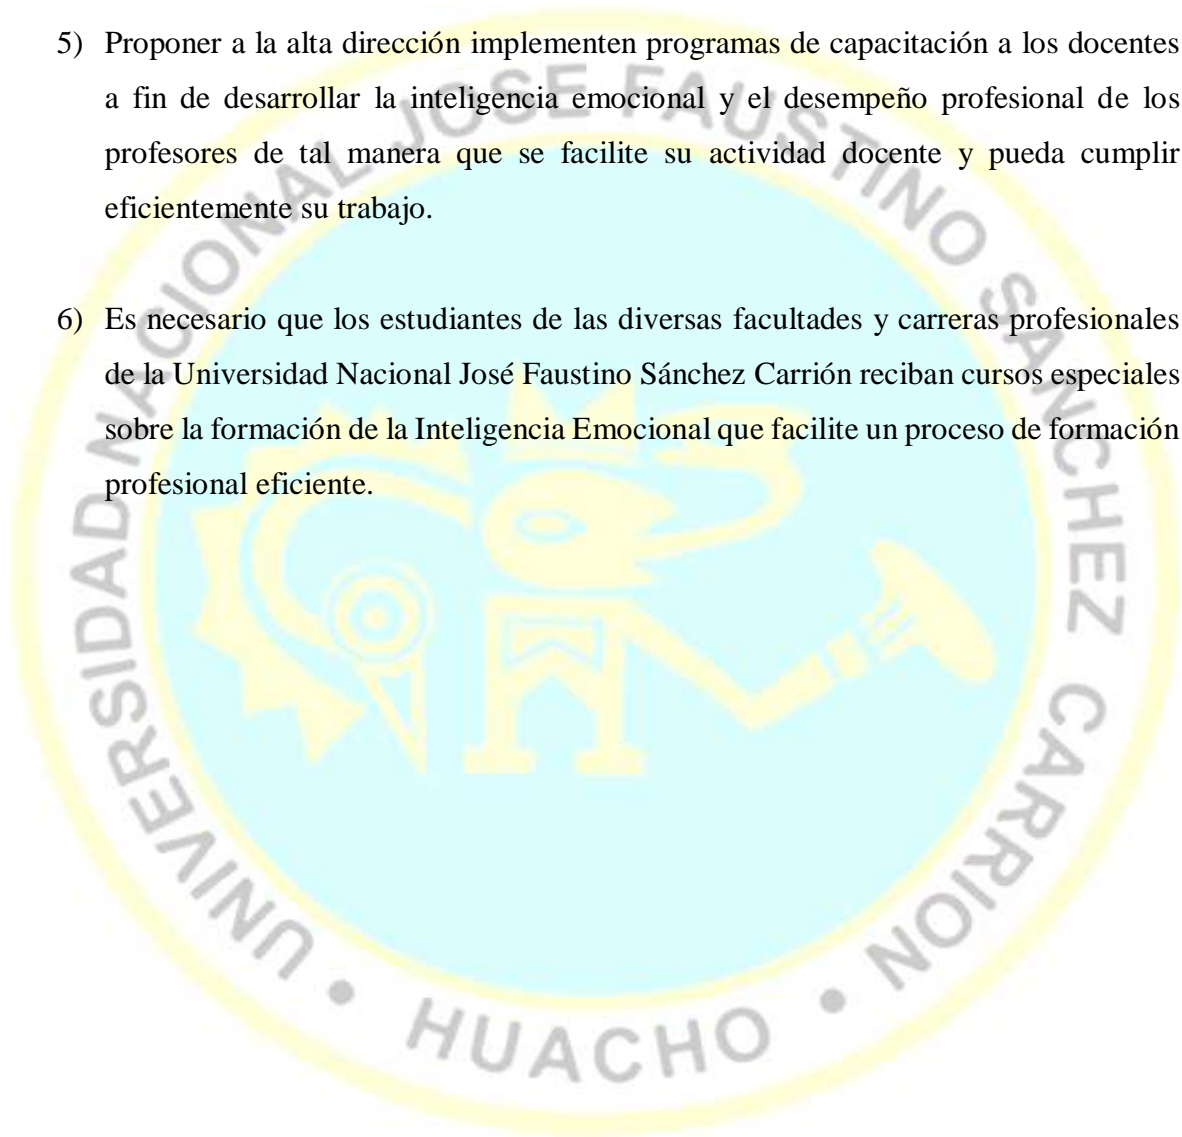 5) Proponer a la alta dirección implementen programas de capacitación a los docentes
a fin de desarrollar la inteligencia emocional y el desempeño profesional de los
profesores de tal manera que se facilite su actividad docente y pueda cumplir
eficientemente su trabajo.
6) Es necesario que los estudiantes de las diversas facultades y carreras profesionales
de la Universidad Nacional José Faustino Sánchez Carrión reciban cursos especiales
sobre la formación de la Inteligencia Emocional que facilite un proceso de formación
profesional eficiente.
UNIVERSIDAD NACIONAL JOSE FAUSTINO SANCHEZ CARRION • HUACHO •